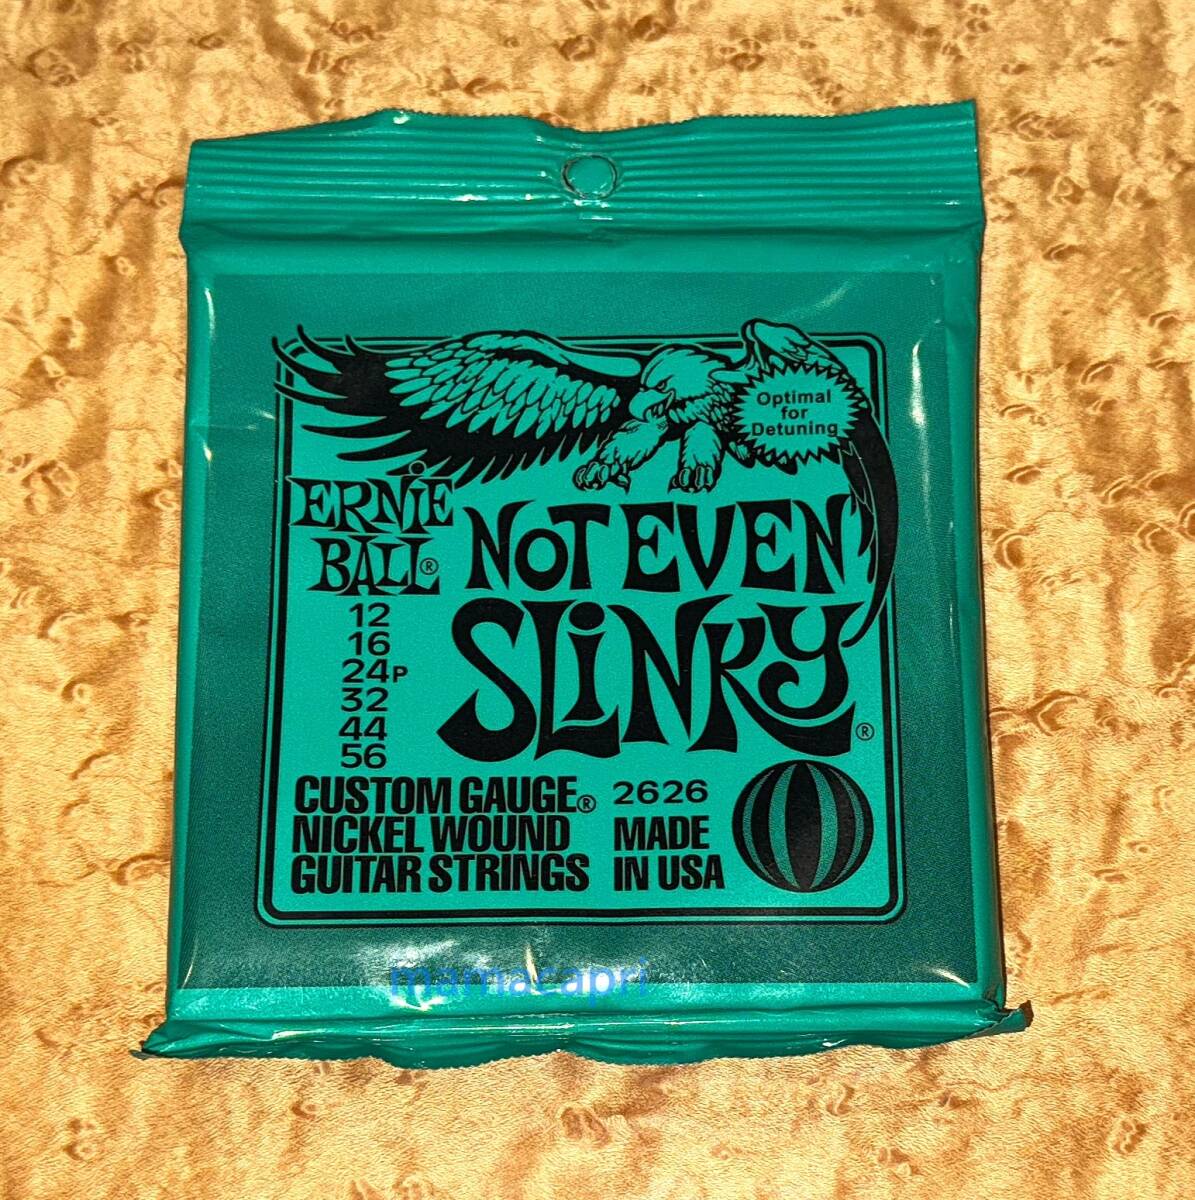 Optimal
for
Detuning
ERNiE
BALL®
NOT EVEN
SLiNKY®
12
16
24P
32
44
56
CUSTOM GAUGE®
NICKEL WOUND
GUITAR STRINGS
2626
MADE
IN USA
mamacapri